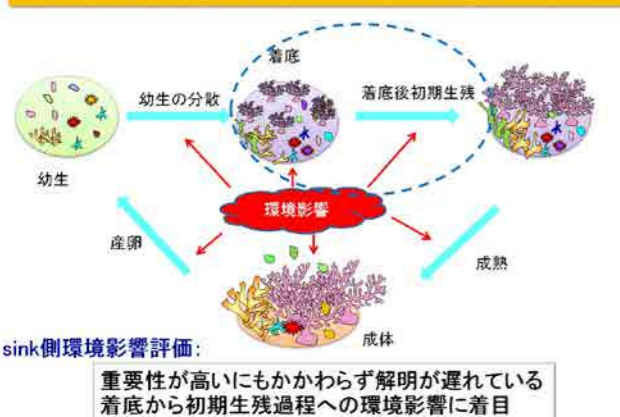 着底
幼生の分散
着底後初期生残
幼生
環境影響
産卵
成熟
成体
sink側環境影響評価:
重要性が高いにもかかわらず解明が遅れている
着底から初期生残過程への環境影響に着目